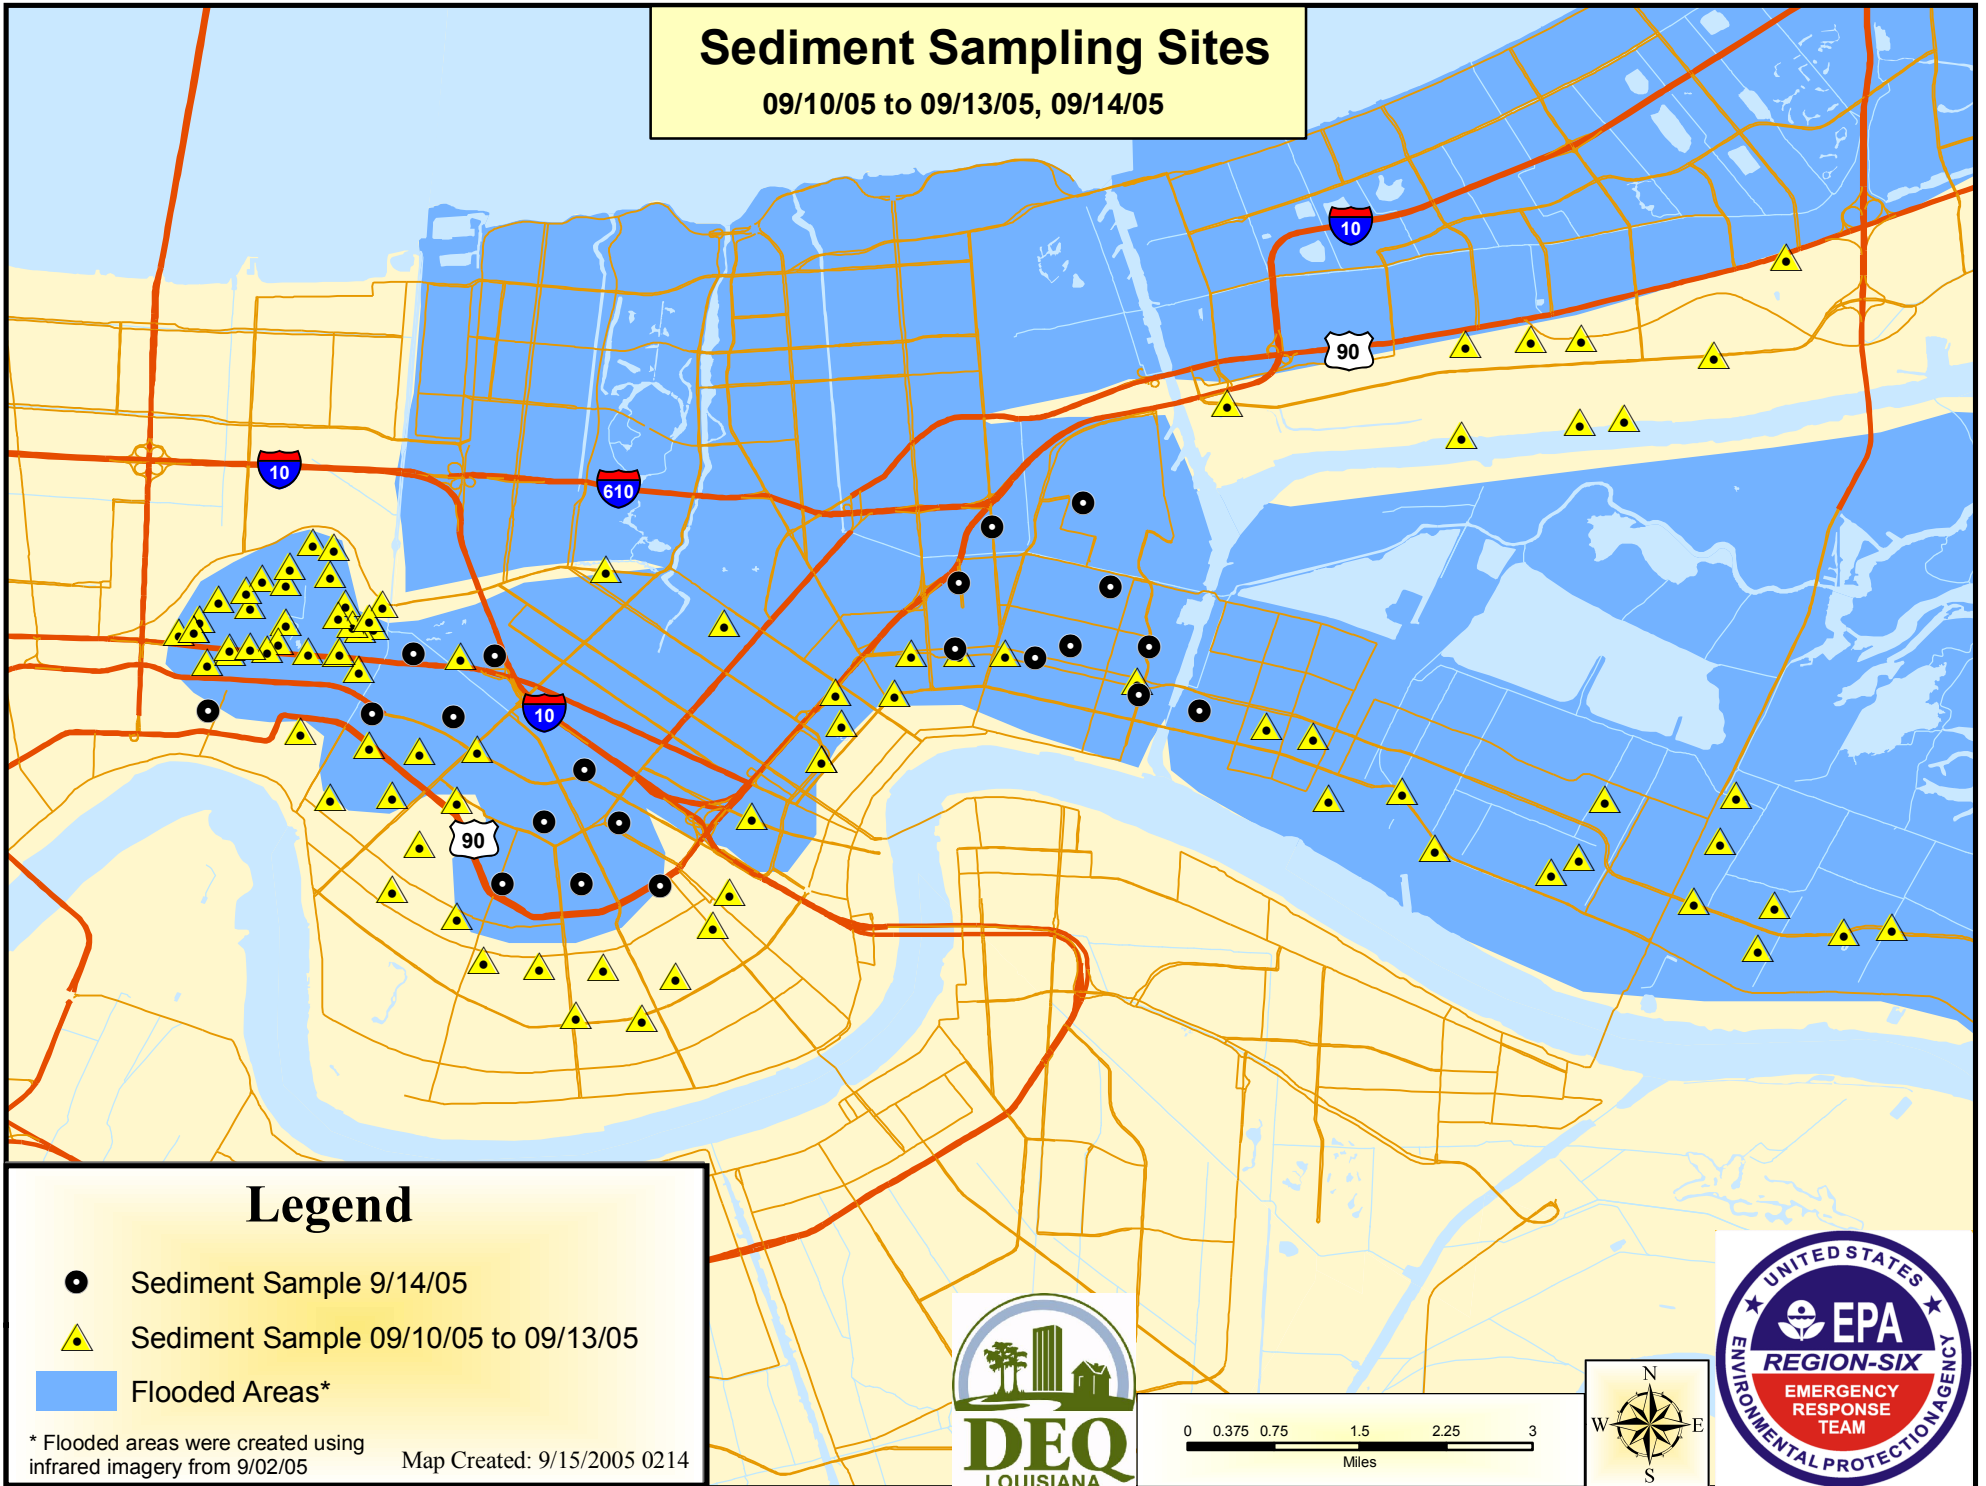 Sediment Sampling Sites
09/10/05 to 09/13/05, 09/14/05
10
90
10
610
10
90
Legend
Sediment Sample 9/14/05
Sediment Sample 09/10/05 to 09/13/05
Flooded Areas*
* Flooded areas were created using
infrared imagery from 9/02/05
Map Created: 9/15/2005 0214
DEQ
LOUISIANA
0 0.375 0.75 1.5 2.25 3
Miles
N
W E
S
UNITED STATES
ENVIRONMENTAL PROTECTION AGENCY
EPA
REGION-SIX
EMERGENCY
RESPONSE
TEAM